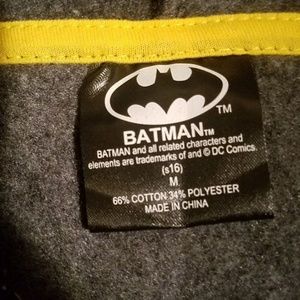 TM
BATMAN™
BATMAN and all related characters and
elements are trademarks of and © DC Comics.
(s16)
M
66% COTTON 34% POLYESTER
MADE IN CHINA